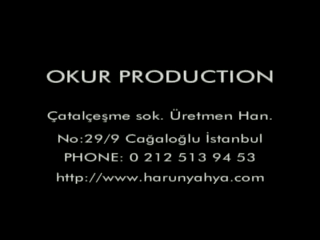 OKUR PRODUCTION
Çatalçeşme sok. Üretmen Han.
No:29/9 Cağaloğlu İstanbul
PHONE: 0 212 513 94 53
http://www.harunyahya.com